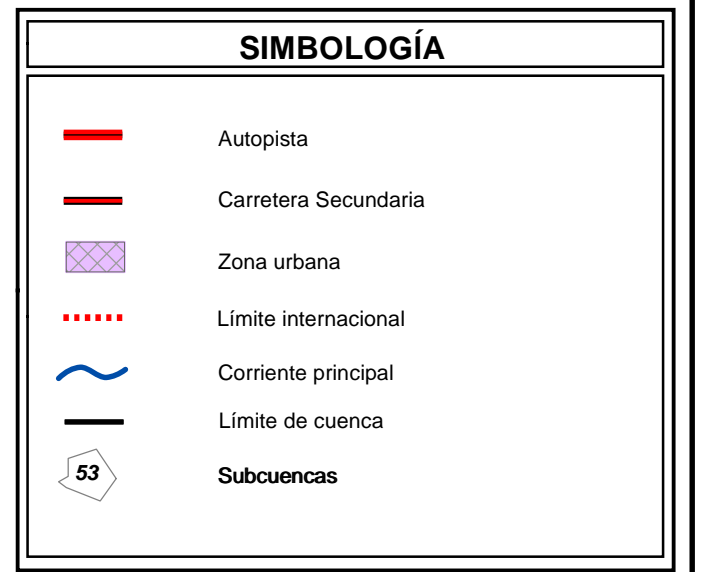 SIMBOLOGÍA
Autopista
Carretera Secundaria
Zona urbana
Límite internacional
Corriente principal
Límite de cuenca
53 Subcuencas